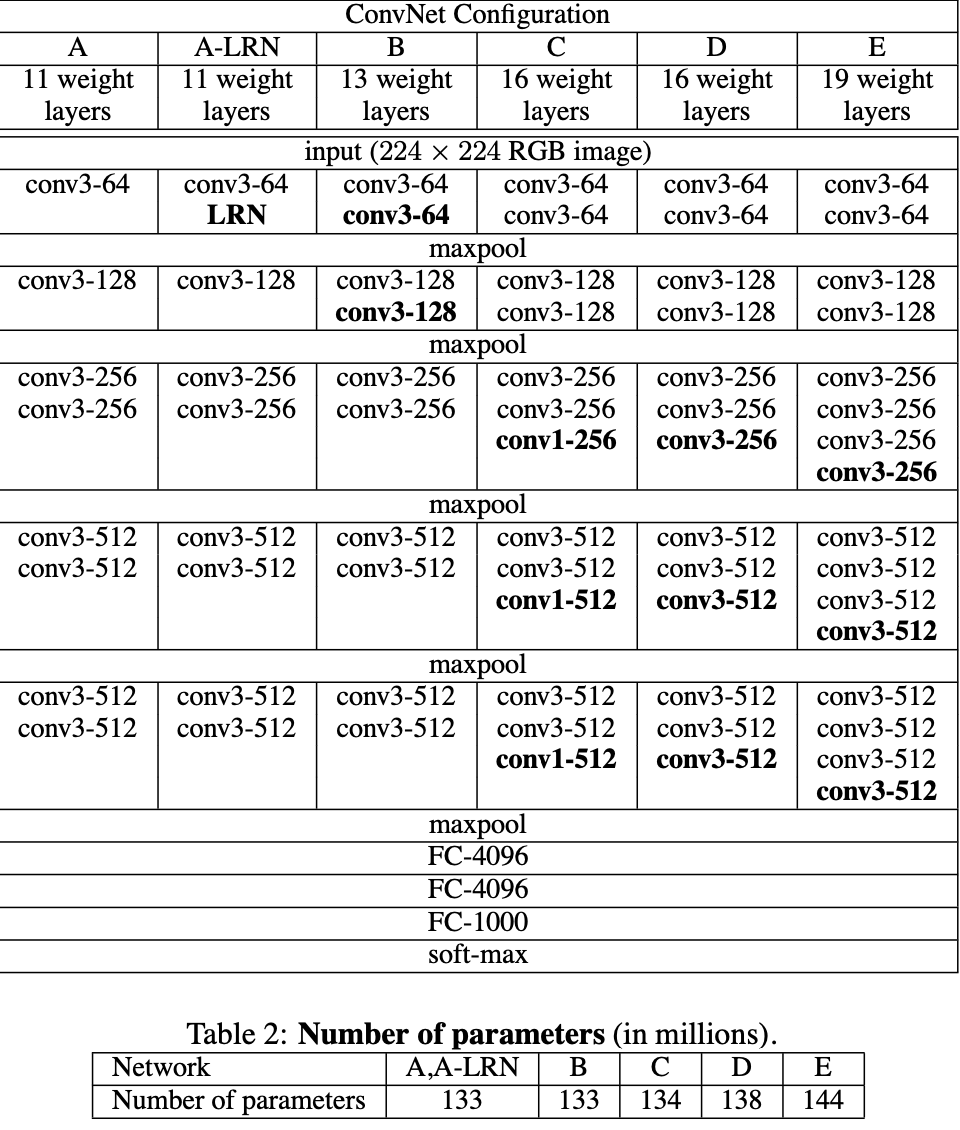 ConvNet Configuration
A A-LRN B C D E
11 weight 11 weight 13 weight 16 weight 16 weight 19 weight
layers layers layers layers layers layers
input (224 × 224 RGB image)
conv3-64 conv3-64 conv3-64 conv3-64 conv3-64 conv3-64
LRN conv3-64 conv3-64 conv3-64 conv3-64
maxpool
conv3-128 conv3-128 conv3-128 conv3-128 conv3-128 conv3-128
conv3-128 conv3-128 conv3-128 conv3-128
maxpool
conv3-256 conv3-256 conv3-256 conv3-256 conv3-256 conv3-256
conv3-256 conv3-256 conv3-256 conv3-256 conv3-256 conv3-256
conv1-256 conv3-256 conv3-256
conv3-256
maxpool
conv3-512 conv3-512 conv3-512 conv3-512 conv3-512 conv3-512
conv3-512 conv3-512 conv3-512 conv3-512 conv3-512 conv3-512
conv1-512 conv3-512 conv3-512
conv3-512
maxpool
conv3-512 conv3-512 conv3-512 conv3-512 conv3-512 conv3-512
conv3-512 conv3-512 conv3-512 conv3-512 conv3-512 conv3-512
conv1-512 conv3-512 conv3-512
conv3-512
maxpool
FC-4096
FC-4096
FC-1000
soft-max
Table 2: Number of parameters (in millions).
Network A,A-LRN B C D E
Number of parameters 133 133 134 138 144